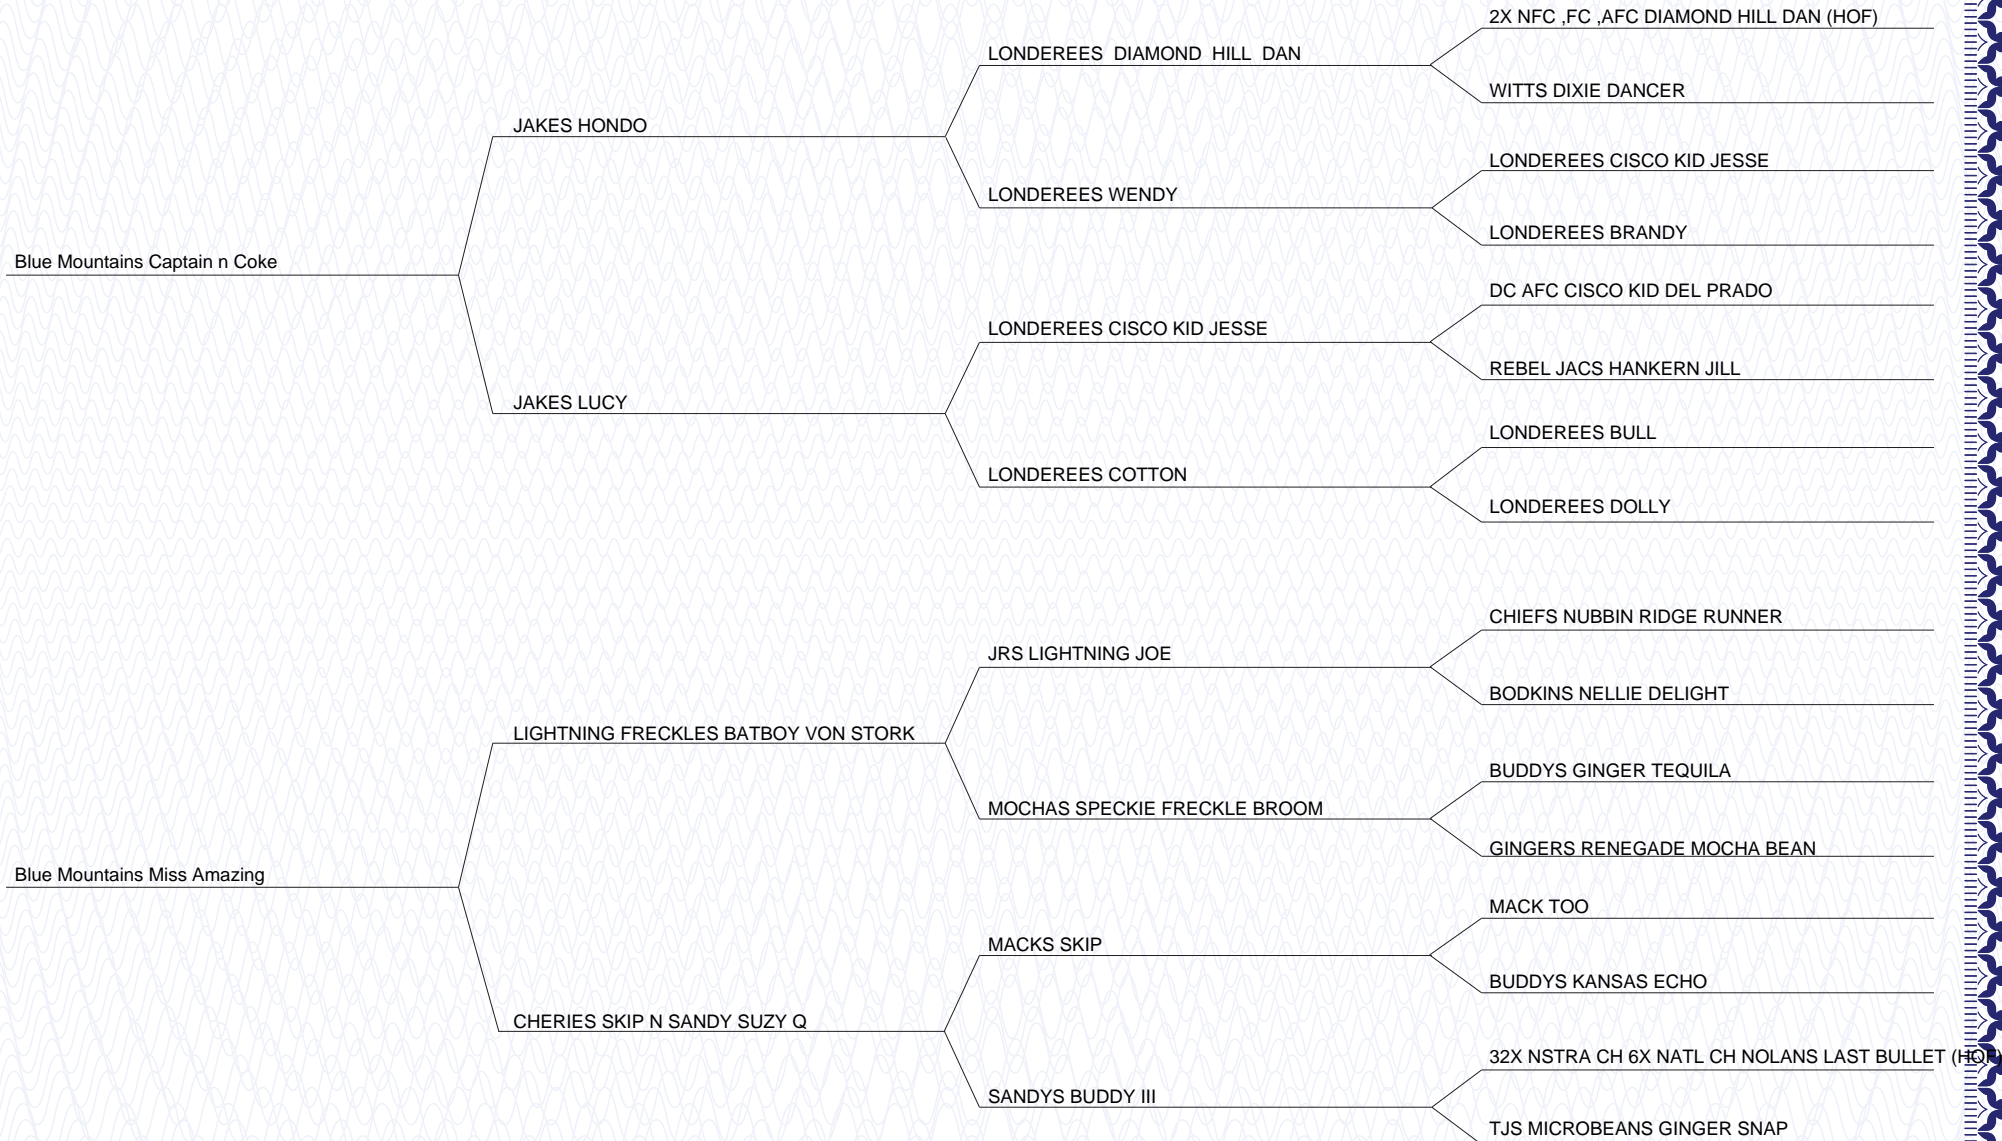 2X NFC ,FC ,AFC DIAMOND HILL DAN (HOF)
LONDEREES DIAMOND HILL DAN
WITTS DIXIE DANCER
JAKES HONDO
LONDEREES CISCO KID JESSE
LONDEREES WENDY
LONDEREES BRANDY
Blue Mountains Captain n Coke
DC AFC CISCO KID DEL PRADO
LONDEREES CISCO KID JESSE
REBEL JACS HANKERN JILL
JAKES LUCY
LONDEREES BULL
LONDEREES COTTON
LONDEREES DOLLY
CHIEFS NUBBIN RIDGE RUNNER
JRS LIGHTNING JOE
BODKINS NELLIE DELIGHT
LIGHTNING FRECKLES BATBOY VON STORK
BUDDYS GINGER TEQUILA
MOCHAS SPECKIE FRECKLE BROOM
GINGERS RENEGADE MOCHA BEAN
Blue Mountains Miss Amazing
MACK TOO
MACKS SKIP
BUDDYS KANSAS ECHO
CHERIES SKIP N SANDY SUZY Q
32X NSTRA CH 6X NATL CH NOLANS LAST BULLET (HOF)
SANDYS BUDDY III
TJS MICROBEANS GINGER SNAP